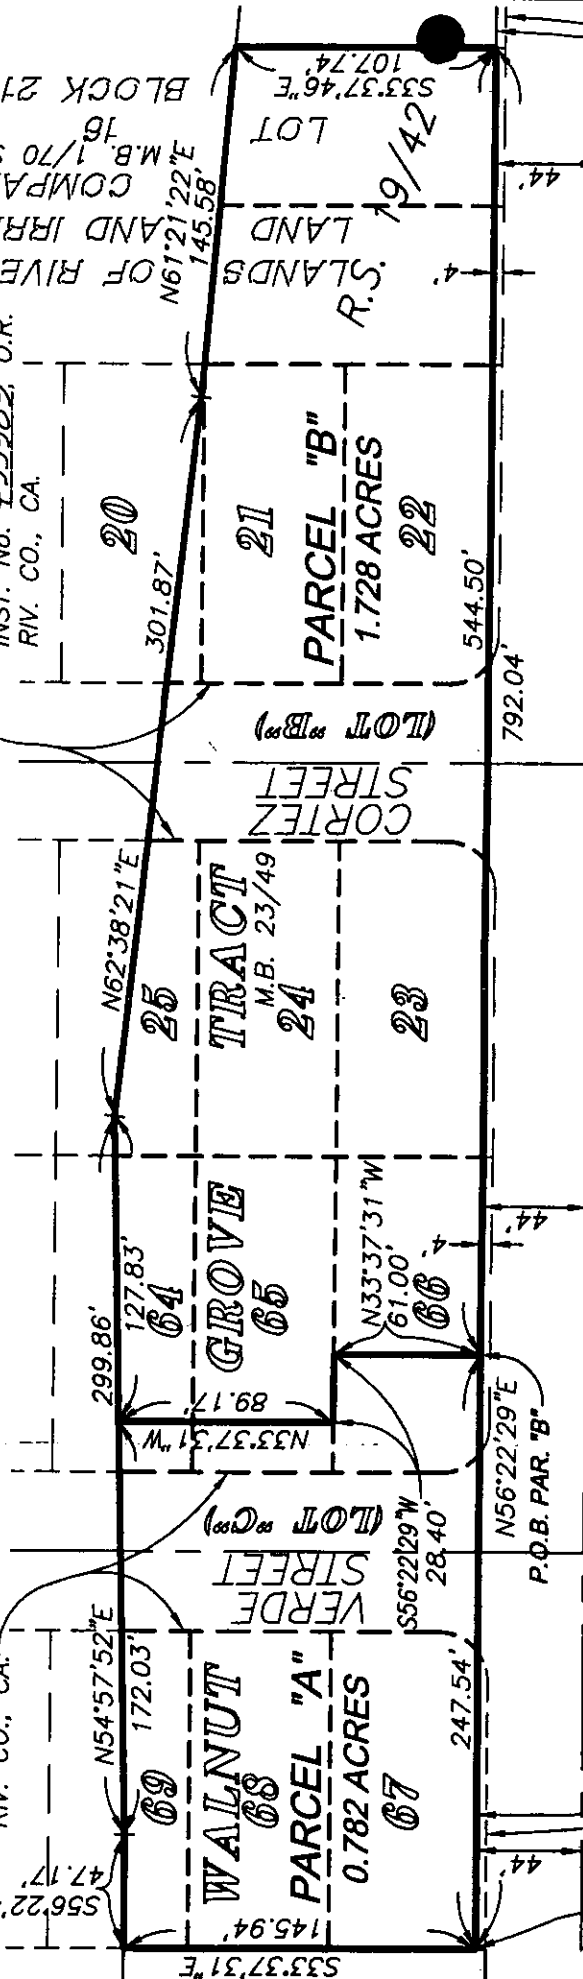 S33°37'46"E
107.74'
BLOCK 21
LOT
16
M.B. 1/70
LAND
OF RIVE
N61°21'22"E
145.58'
R.S. 19/42
44'
4'
O.R.
INST. No.
RIV. CO., CA.
20
21
PARCEL "B"
1.728 ACRES
22
301.87'
544.50'
792.04'
(LOT "B")
CORTEZ
STREET
N62°38'21"E
25
TRACT
M.B. 23/49
24
23
299.86'
127.83'
64
GROVE
65
N33°37'31"W
61.00'
66
4'
44'
N33°37'31"W
89.17'
S56°22'29"W
28.40'
N56°22'29"E
P.O.B. PAR. "B"
(LOT "C")
VERDE
STREET
RIV. CO., CA.
N54°57'52"E
172.03'
69
WALNUT
68
PARCEL "A"
0.782 ACRES
67
247.54'
47.17'
S33°37'31"E
145.94'
44'